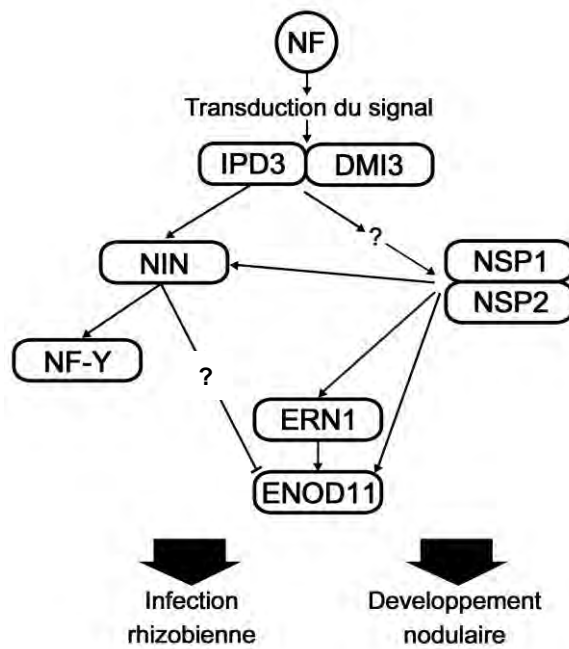 NF
Transduction du signal
IPD3
DMI3
?
NIN
NSP1
NSP2
NF-Y
?
ERN1
ENOD11
Infection
rhizobienne
Developpement
nodulaire